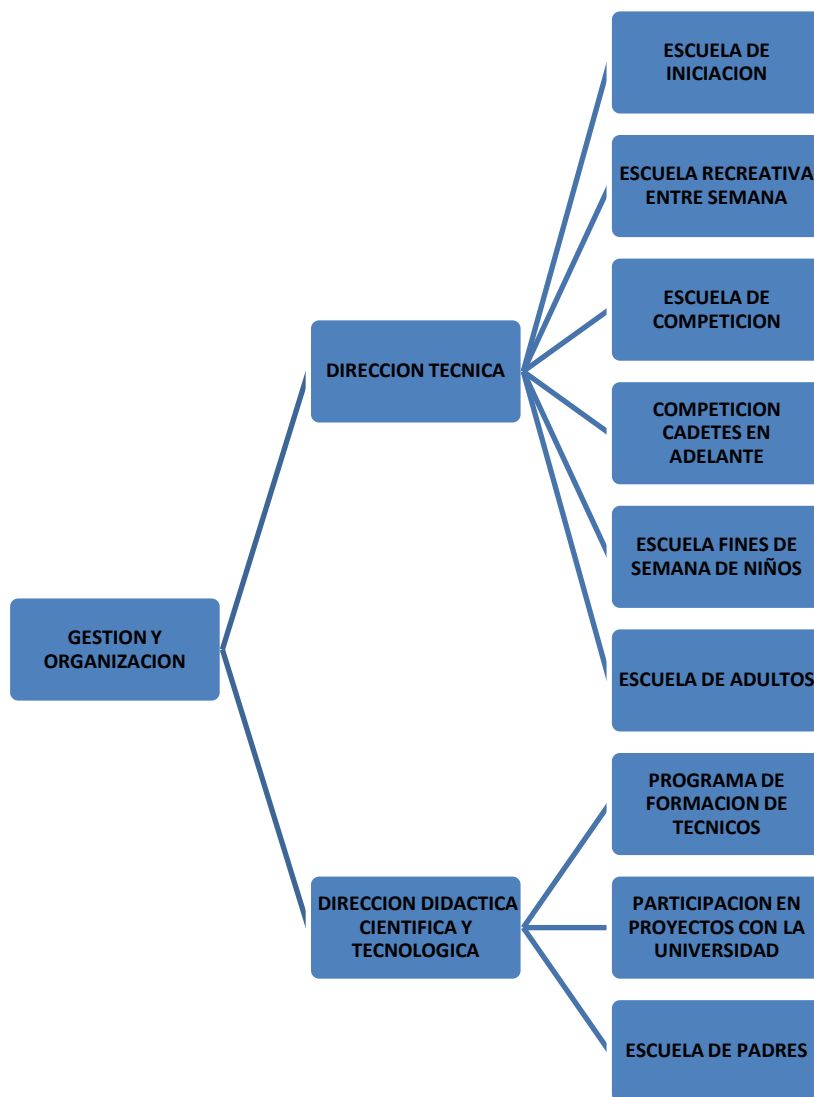 ESCUELA DE
INICIACION
ESCUELA RECREATIVA
ENTRE SEMANA
ESCUELA DE
COMPETICION
DIRECCION TECNICA
COMPETICION
CADETES EN
ADELANTE
ESCUELA FINES DE
SEMANA DE NIÑOS
GESTION Y
ORGANIZACION
ESCUELA DE ADULTOS
PROGRAMA DE
FORMACION DE
TECNICOS
DIRECCION DIDACTICA
CIENTIFICA Y
TECNOLOGICA
PARTICIPACION EN
PROYECTOS CON LA
UNIVERSIDAD
ESCUELA DE PADRES